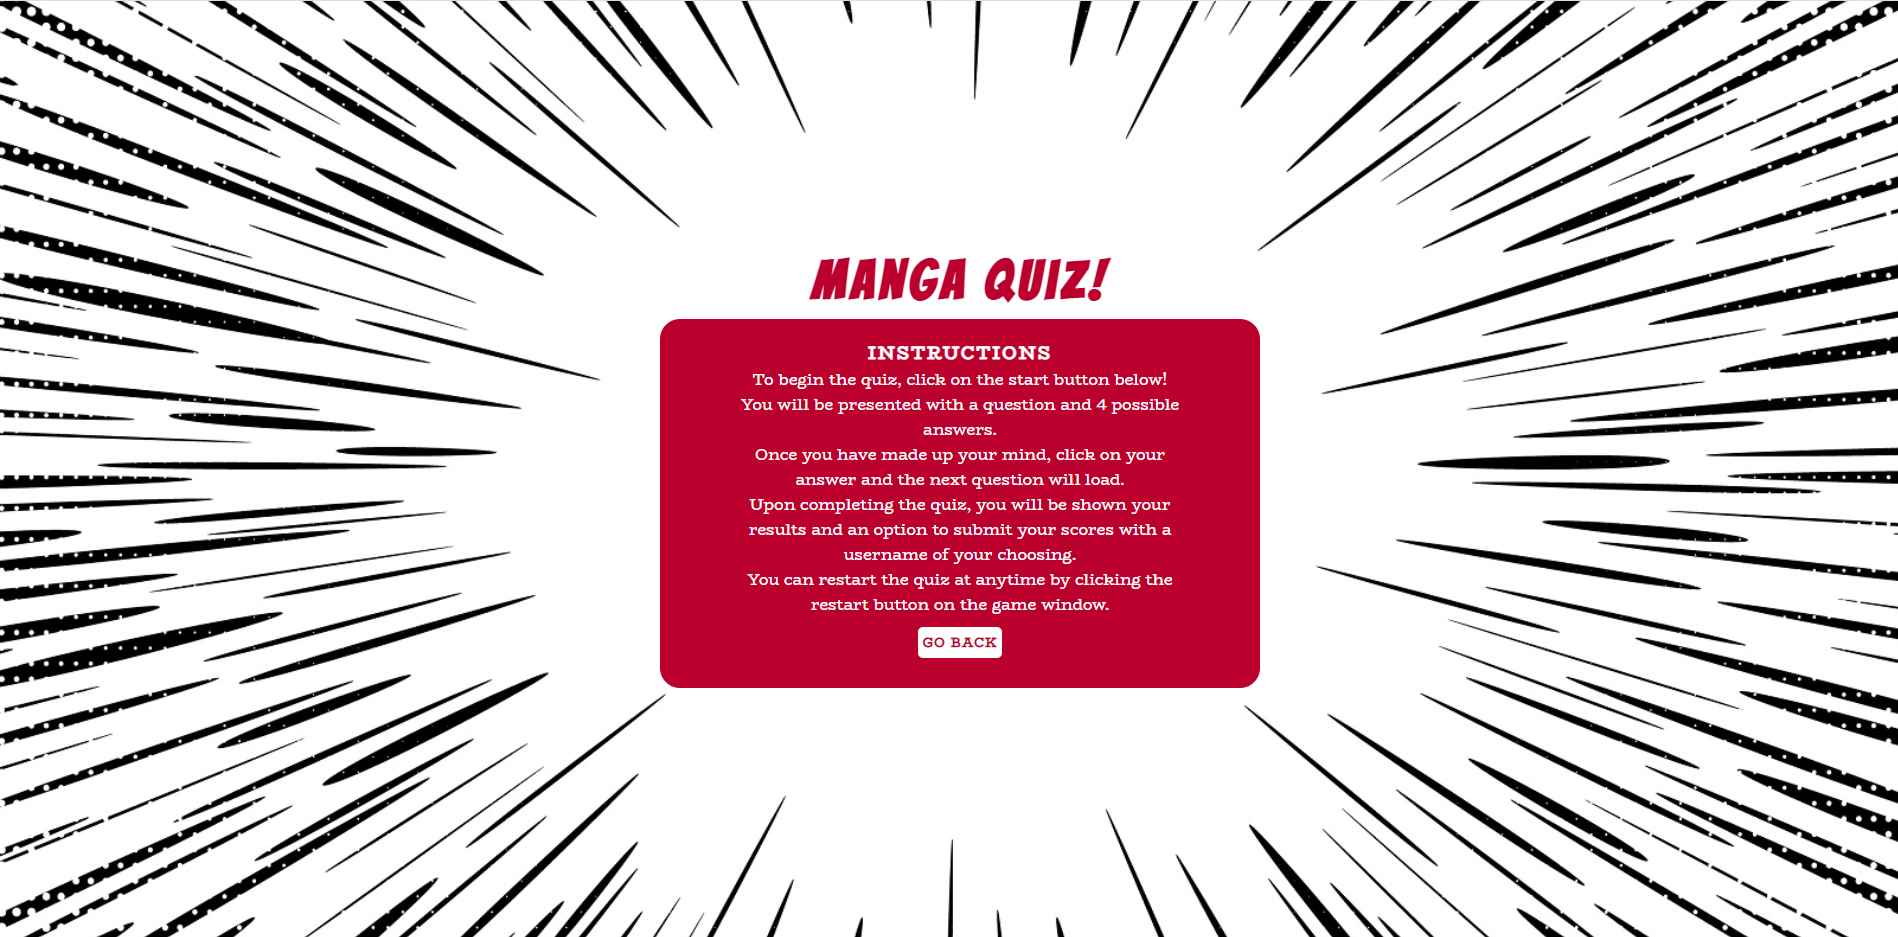 MANGA QUIZ!
INSTRUCTIONS
To begin the quiz, click on the start button below!
You will be presented with a question and 4 possible
answers.
Once you have made up your mind, click on your
answer and the next question will load.
Upon completing the quiz, you will be shown your
results and an option to submit your scores with a
username of your choosing.
You can restart the quiz at anytime by clicking the
restart button on the game window.
GO BACK